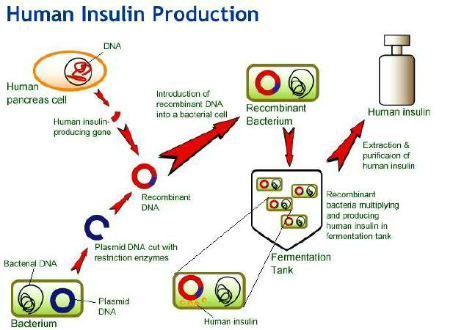 Human Insulin Production
DNA
Human
pancreas cell
Human insulin-
producing gene
Introduction of
recombinant DNA
into a bacterial cell
Recombinant
Bacterium
Human insulin
Extraction &
purificaion of
human insulin
Recombinant
DNA
Recombinant
bacteria multiplying
and producing
human insulin in
fermentation tank
Plasmid DNA cut with
restriction enzymes
Fermentation
Tank
Bacterial DNA
Plasmid
DNA
Bacterium
Human insulin